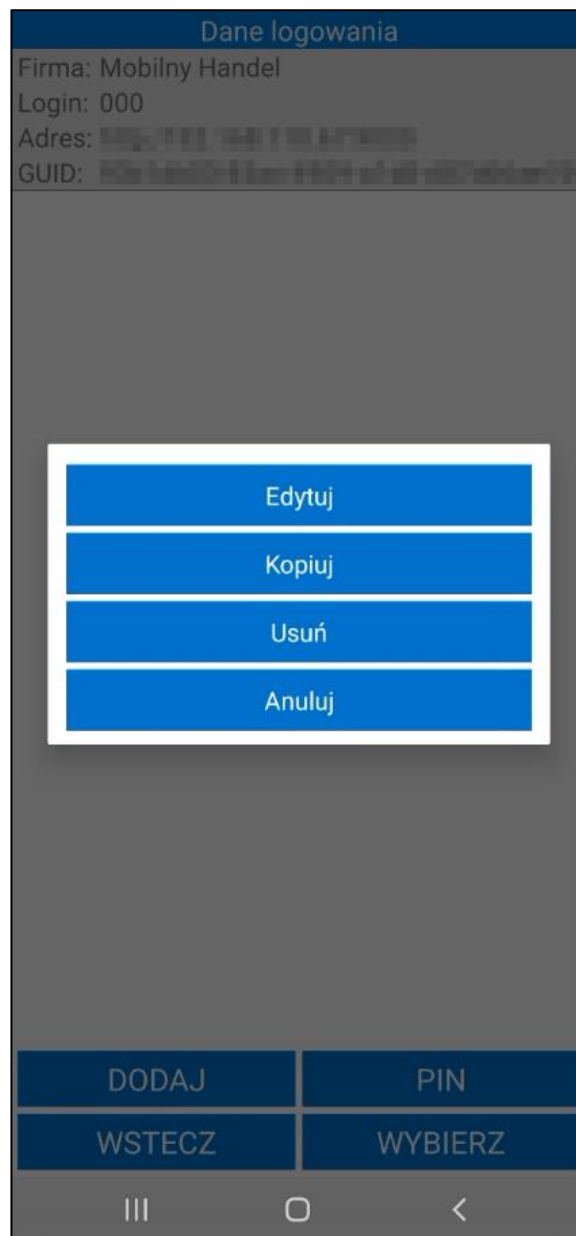 Dane logowania
Firma: Mobilny Handel
Login: 000
Adres:
GUID:
Edytuj
Kopiuj
Usuń
Anuluj
DODAJ PIN
WSTECZ WYBIERZ